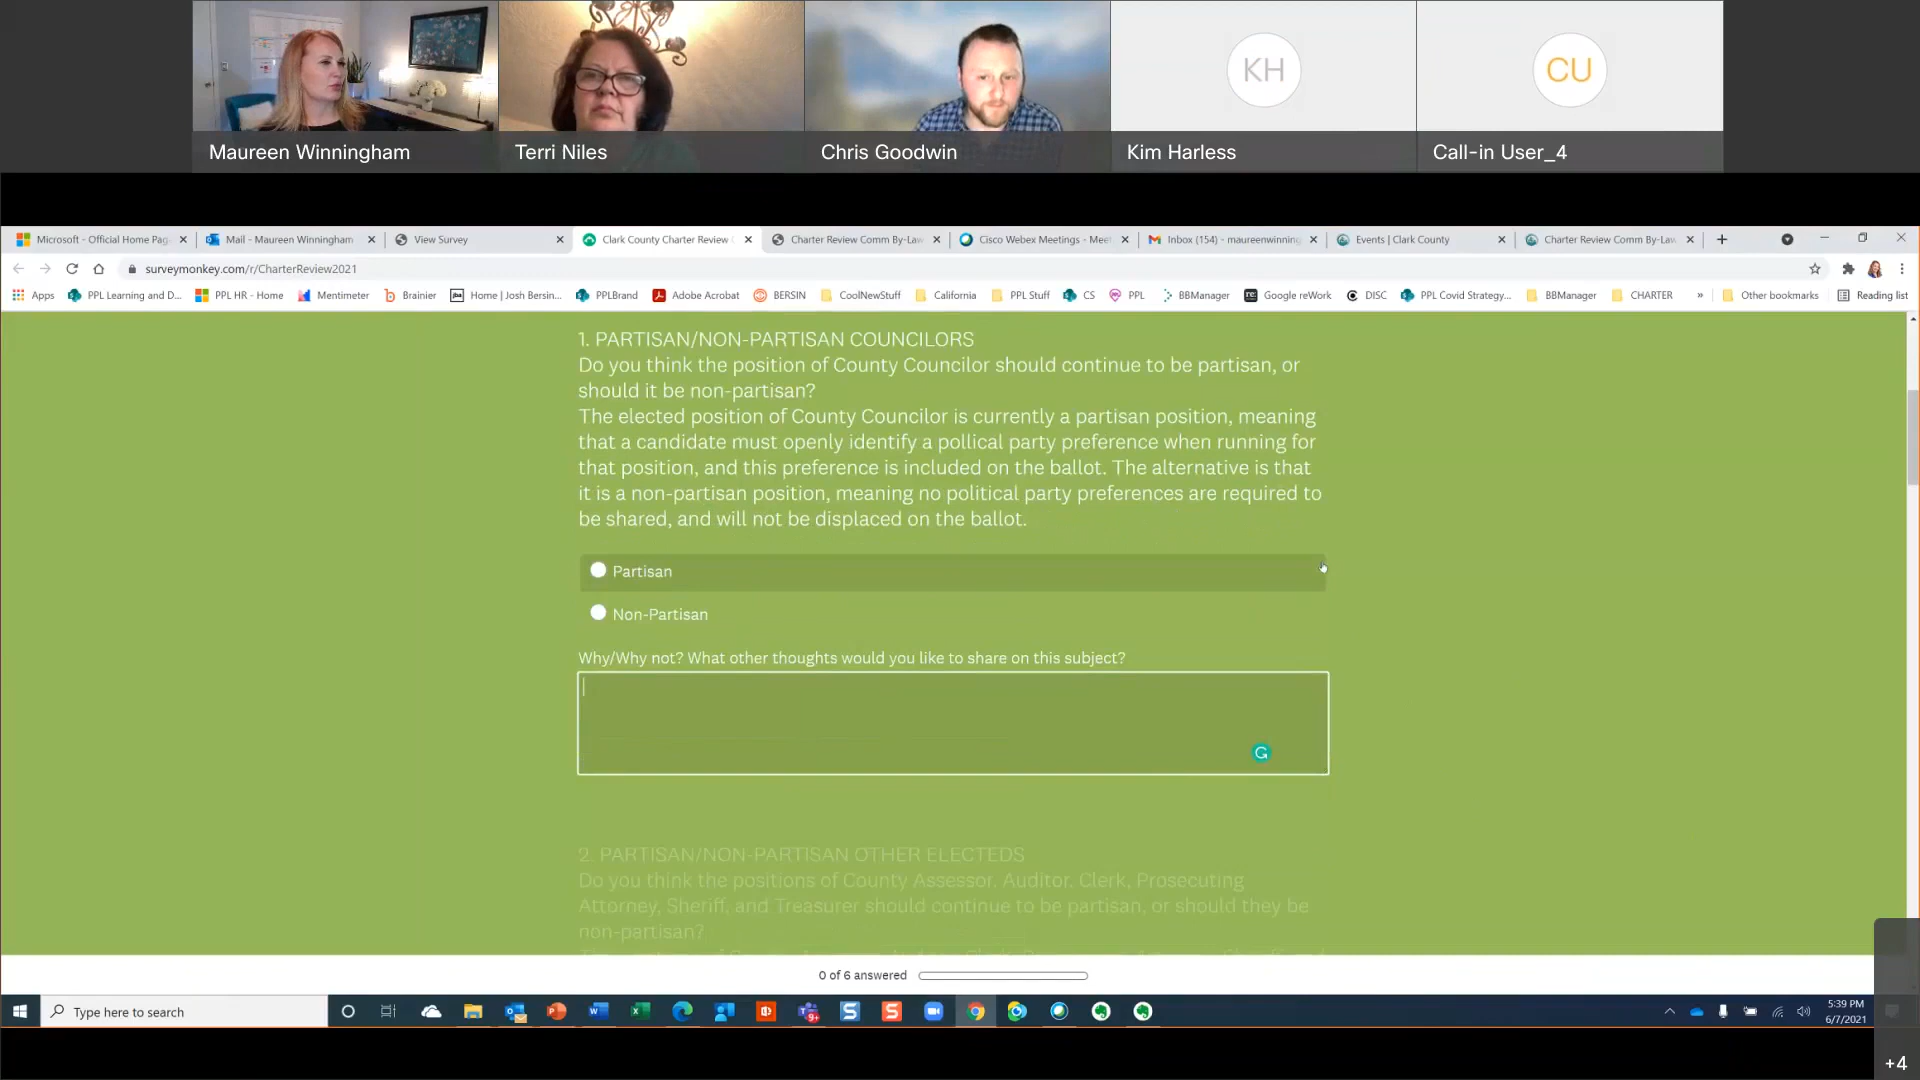 KH
CU
Maureen Winningham
Terri Niles
Chris Goodwin
Kim Harless
Call-in User_4
Microsoft - Official Home Pag
Mail - Maureen Winningham
View Survey
Clark County Charter Review
Charter Review Comm By-Law
Cisco Webex Meetings - Meet
Inbox (154) - maureenwinning
Events | Clark County
Charter Review Comm By-Law
surveymonkey.com/r/CharterReview2021
Apps
PPL Learning and D...
PPL HR - Home
Mentimeter
Brainier
Home | Josh Bersin...
PPLBrand
Adobe Acrobat
BERSIN
CoolNewStuff
California
PPL Stuff
CS
PPL
BBManager
Google reWork
DISC
PPL Covid Strategy...
BBManager
CHARTER
»
Other bookmarks
Reading list
1. PARTISAN/NON-PARTISAN COUNCILORS
Do you think the position of County Councilor should continue to be partisan, or
should it be non-partisan?
The elected position of County Councilor is currently a partisan position, meaning
that a candidate must openly identify a pollical party preference when running for
that position, and this preference is included on the ballot. The alternative is that
it is a non-partisan position, meaning no political party preferences are required to
be shared, and will not be displaced on the ballot.
Partisan
Non-Partisan
Why/Why not? What other thoughts would you like to share on this subject?
2. PARTISAN/NON-PARTISAN OTHER ELECTEDS
Do you think the positions of County Assessor, Auditor, Clerk, Prosecuting
Attorney, Sheriff, and Treasurer should continue to be partisan, or should they be
non-partisan?
0 of 6 answered
Type here to search
5:39 PM
6/7/2021
+4